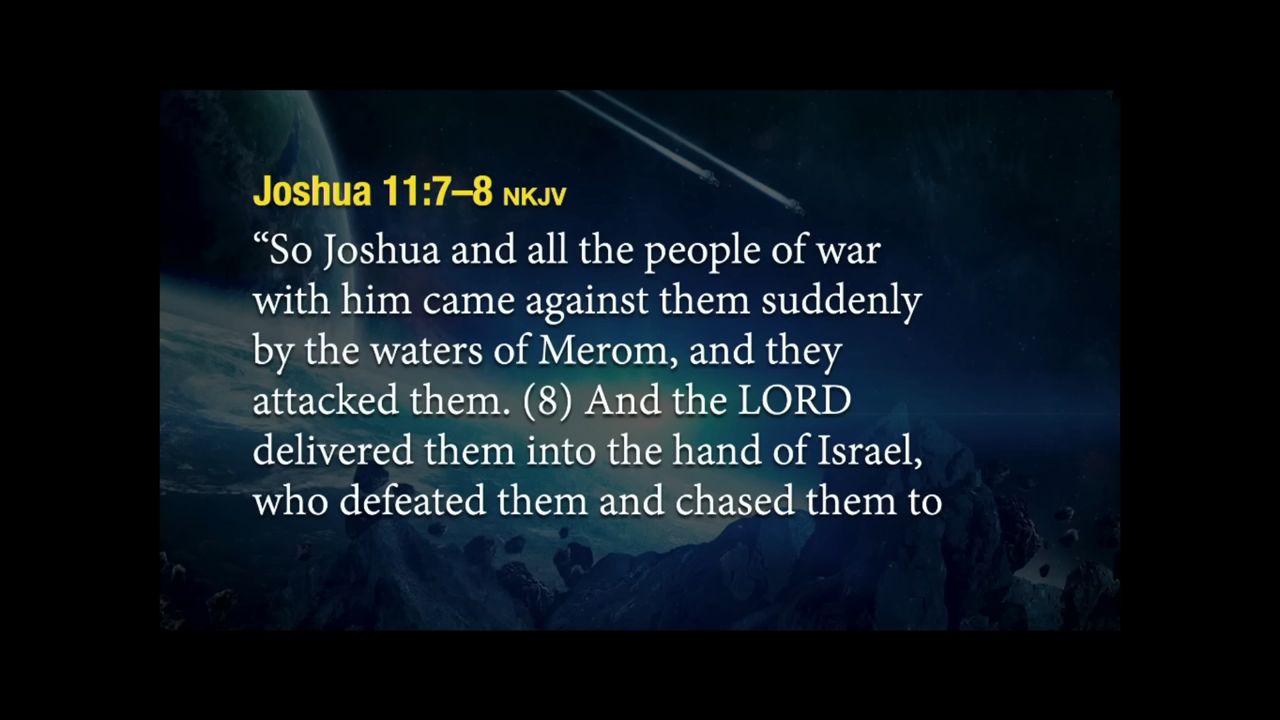 Joshua 11:7–8 NKJV
“So Joshua and all the people of war
with him came against them suddenly
by the waters of Merom, and they
attacked them. (8) And the LORD
delivered them into the hand of Israel,
who defeated them and chased them to